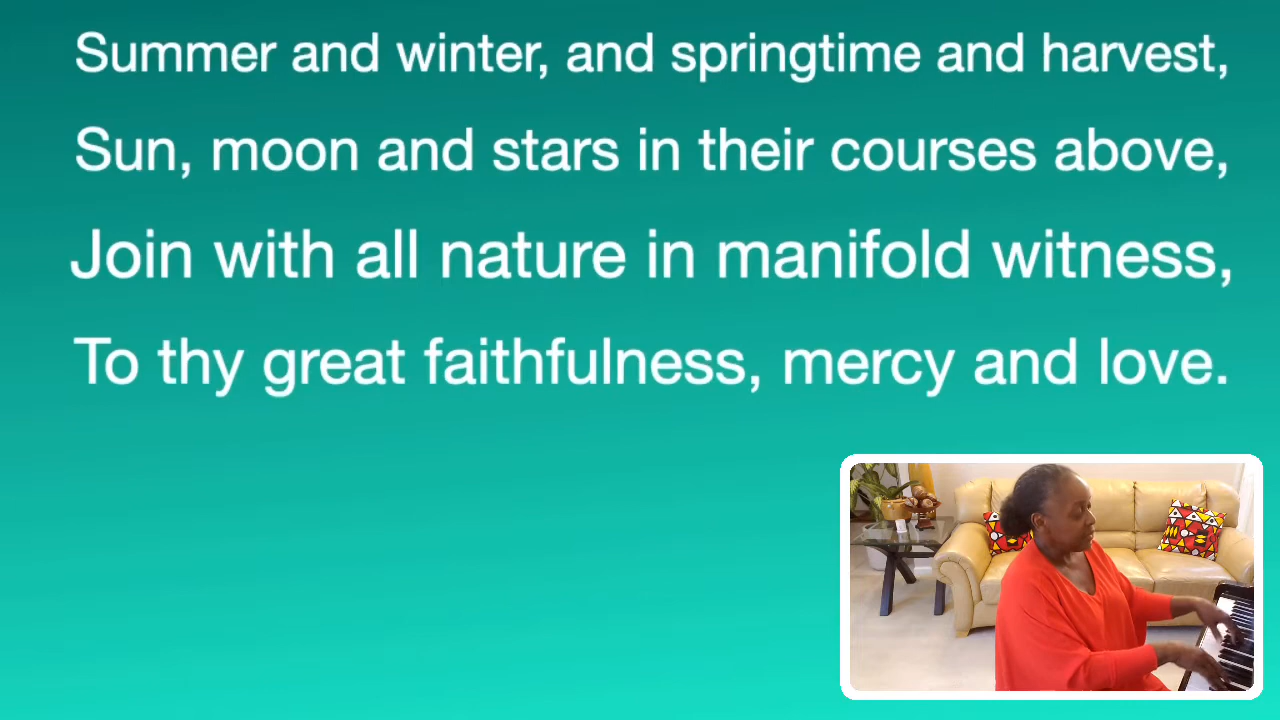 Summer and winter, and springtime and harvest,
Sun, moon and stars in their courses above,
Join with all nature in manifold witness,
To thy great faithfulness, mercy and love.